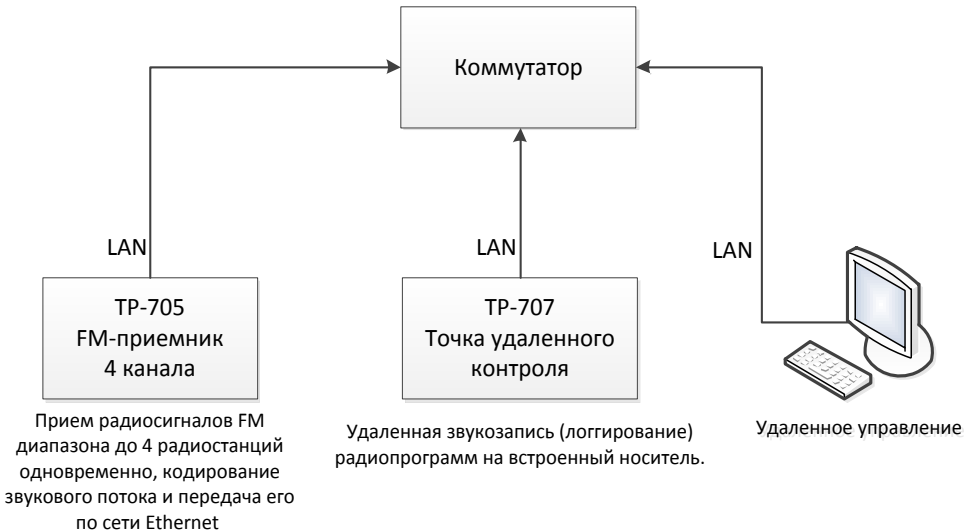 Коммутатор
LAN
LAN
LAN
TP-705
FM-приемник
4 канала
TP-707
Точка удаленного
контроля
Прием радиосигналов FM
диапазона до 4 радиостанций
одновременно, кодирование
звукового потока и передача его
по сети Ethernet
Удаленная звукозапись (логгирование)
радиопрограмм на встроенный носитель.
Удаленное управление